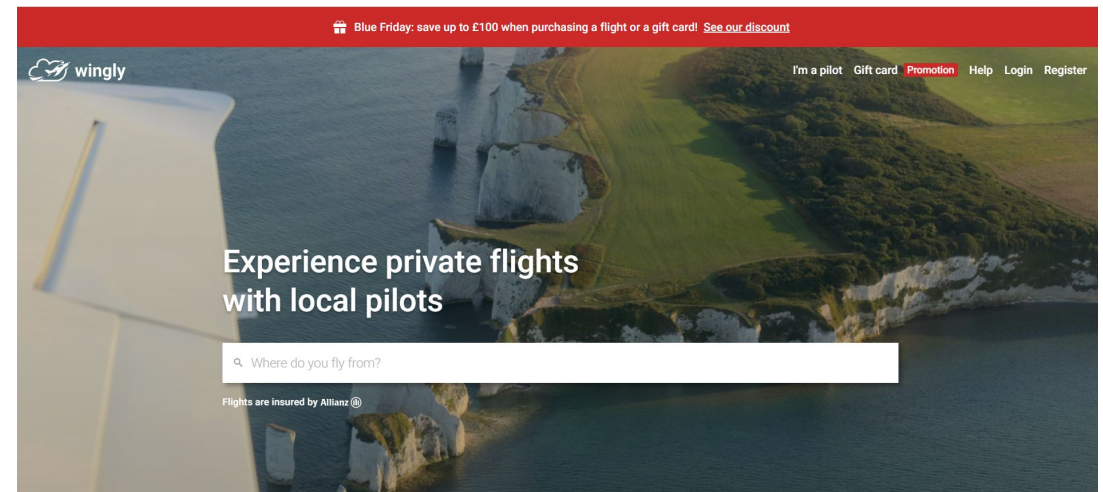 Blue Friday: save up to £100 when purchasing a flight or a gift card! See our discount
wingly
I'm a pilot Gift card Promotion Help Login Register
Experience private flights
with local pilots
Where do you fly from?
Flights are insured by Allianz